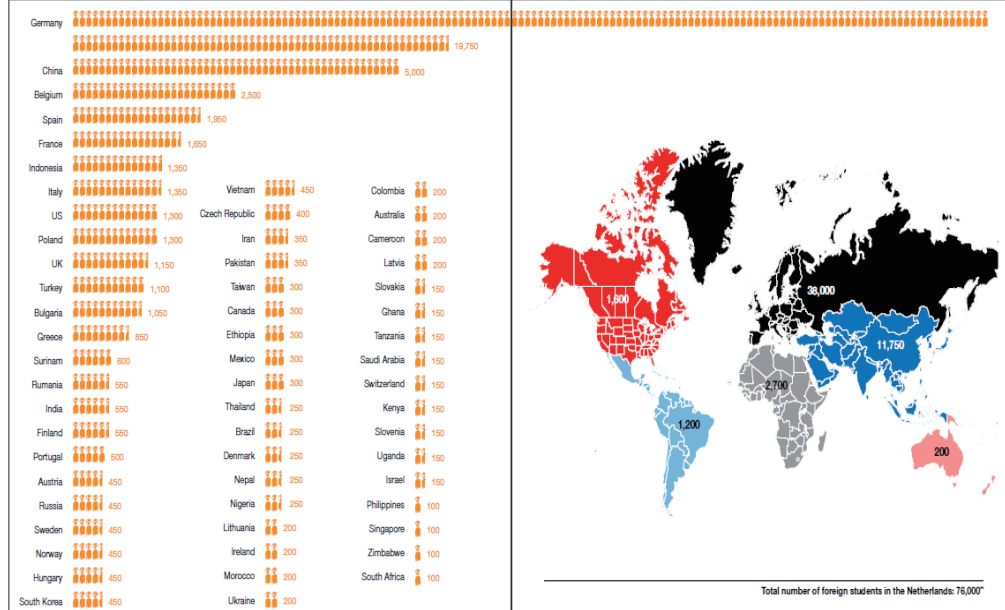 Germany
19,750
China 5,000
Belgium 2,500
Spain 1,950
France 1,650
Indonesia 1,350
Italy 1,350
US 1,300
Poland 1,300
UK 1,150
Turkey 1,100
Bulgaria 1,050
Greece 850
Surinam 600
Rumania 550
India 550
Finland 550
Portugal 500
Austria 450
Russia 450
Sweden 450
Norway 450
Hungary 450
South Korea 450
Vietnam 450
Czech Republic 400
Iran 350
Pakistan 350
Taiwan 300
Canada 300
Ethiopia 300
Mexico 300
Japan 300
Thailand 250
Brazil 250
Denmark 250
Nepal 250
Nigeria 250
Lithuania 200
Ireland 200
Morocco 200
Ukraine 200
Colombia 200
Australia 200
Cameroon 200
Latvia 200
Slovakia 150
Ghana 150
Tanzania 150
Saudi Arabia 150
Switzerland 150
Kenya 150
Slovenia 150
Uganda 150
Israel 150
Philippines 100
Singapore 100
Zimbabwe 100
South Africa 100
38,000
1,600
11,750
2,700
1,200
200
Total number of foreign students in the Netherlands: 76,000